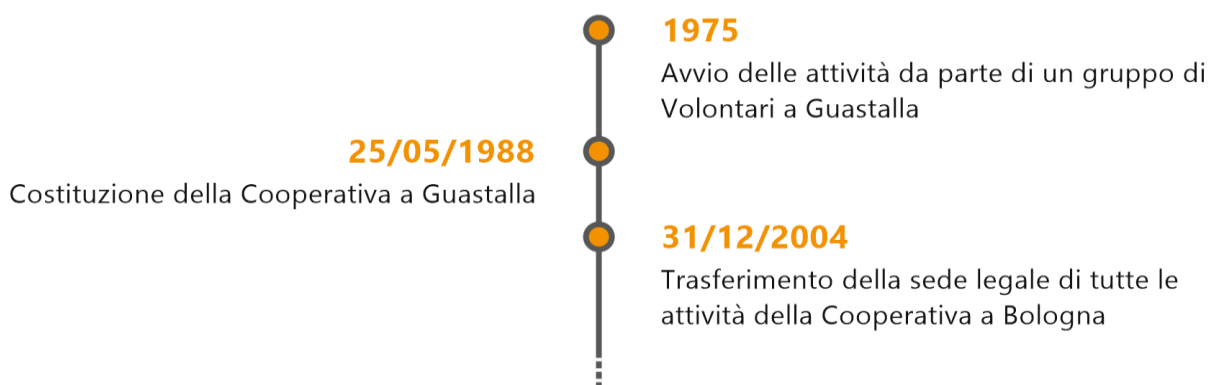 1975
Avvio delle attività da parte di un gruppo di
Volontari a Guastalla
25/05/1988
Costituzione della Cooperativa a Guastalla
31/12/2004
Trasferimento della sede legale di tutte le
attività della Cooperativa a Bologna